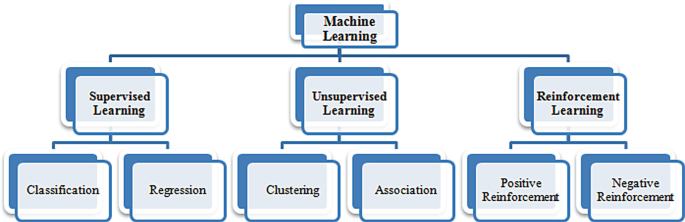 Machine
Learning
Supervised
Learning
Unsupervised
Learning
Reinforcement
Learning
Classification
Regression
Clustering
Association
Positive
Reinforcement
Negative
Reinforcement